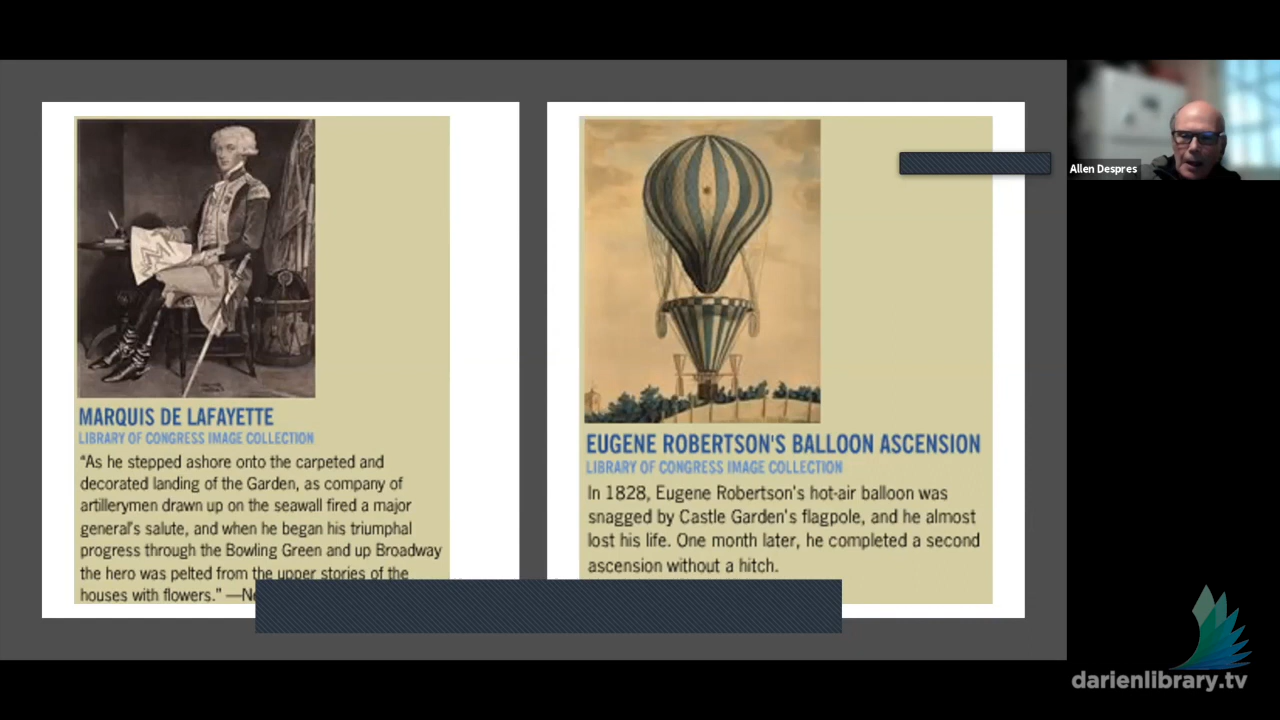 MARQUIS DE LAFAYETTE
LIBRARY OF CONGRESS IMAGE COLLECTION
“As he stepped ashore onto the carpeted and
decorated landing of the Garden, as company of
artillerymen drawn up on the seawall fired a major
general's salute, and when he began his triumphal
progress through the Bowling Green and up Broadway
the hero was pelted from the upper stories of the
houses with flowers.” —
EUGENE ROBERTSON'S BALLOON ASCENSION
LIBRARY OF CONGRESS IMAGE COLLECTION
In 1828, Eugene Robertson's hot-air balloon was
snagged by Castle Garden's flagpole, and he almost
lost his life. One month later, he completed a second
ascension without a hitch.
Allen Despres
darienlibrary.tv